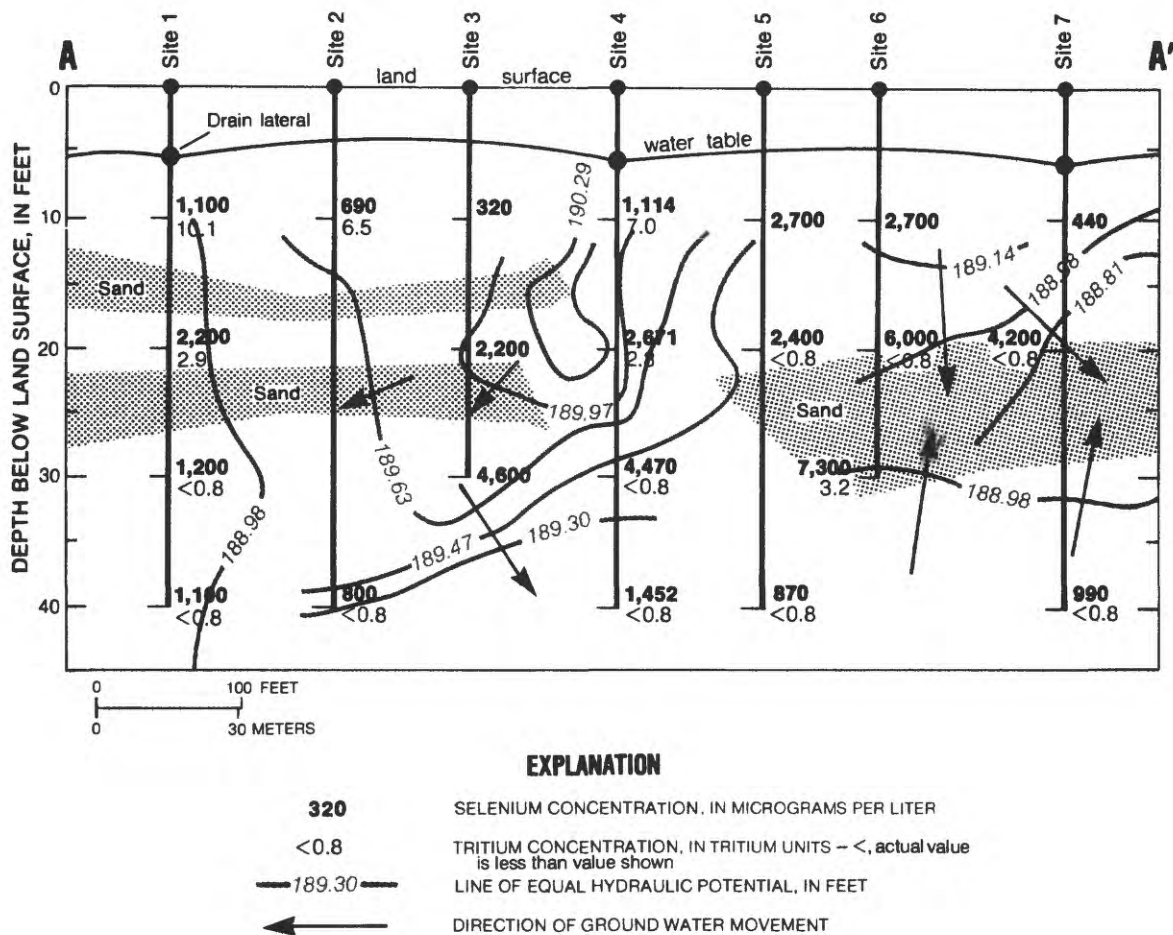 A
Site 1
Site 2
Site 3
Site 4
Site 5
Site 6
Site 7
A'
land surface
DEPTH BELOW LAND SURFACE, IN FEET
0
10
20
30
40
Drain lateral
water table
190.29
1,100
10.1
690
6.5
320
1,114
7.0
2,700
2,700
440
189.14
188.98
188.81
Sand
2,200
2.9
2,200
2,671
2.3
2,400
<0.8
6,000
<0.8
4,200
<0.8
Sand
189.97
Sand
1,200
<0.8
189.63
4,600
4,470
<0.8
7,300
3.2
188.98
188.98
189.47
189.30
1,100
<0.8
800
<0.8
1,452
<0.8
870
<0.8
990
<0.8
0 100 FEET
0 30 METERS
EXPLANATION
320 SELENIUM CONCENTRATION, IN MICROGRAMS PER LITER
<0.8 TRITIUM CONCENTRATION, IN TRITIUM UNITS – <, actual value
is less than value shown
189.30 LINE OF EQUAL HYDRAULIC POTENTIAL, IN FEET
DIRECTION OF GROUND WATER MOVEMENT